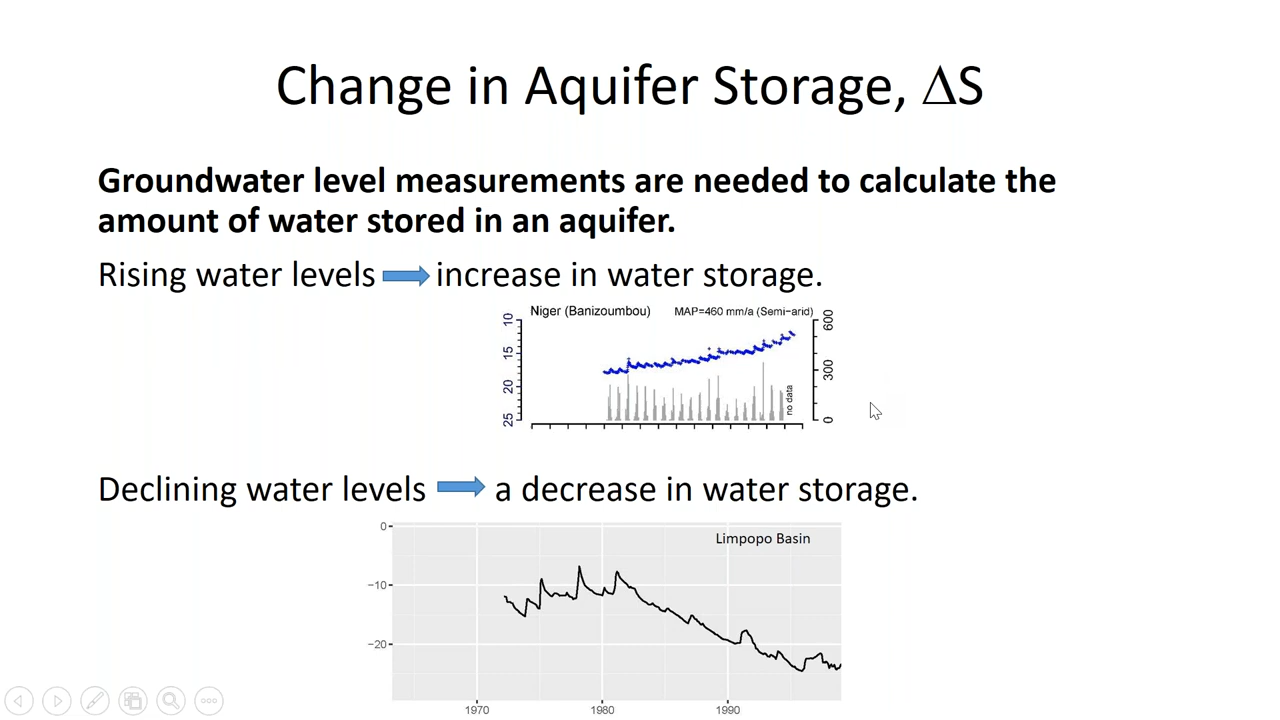 Change in Aquifer Storage, ΔS
Groundwater level measurements are needed to calculate the
amount of water stored in an aquifer.
Rising water levels increase in water storage.
Niger (Banizoumbou) MAP=460 mm/a (Semi-arid)
10
15
20
25
600
300
0
no data
Declining water levels a decrease in water storage.
Limpopo Basin
0
−10
−20
1970 1980 1990